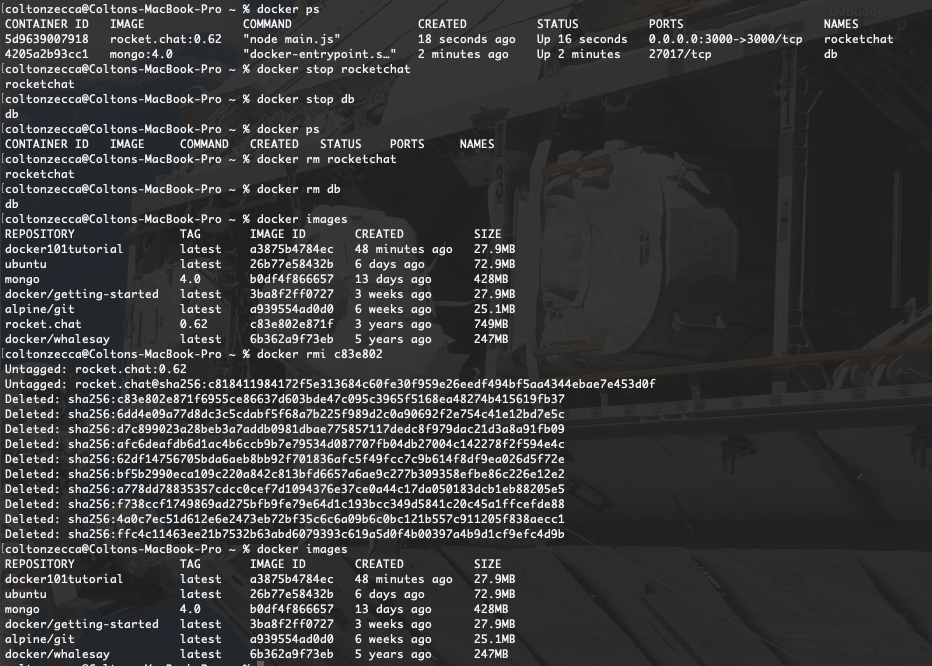 coltonzecca@Coltons-MacBook-Pro ~ % docker ps
CONTAINER ID IMAGE COMMAND CREATED STATUS PORTS NAMES
5d9639007918 rocket.chat:0.62 "node main.js" 18 seconds ago Up 16 seconds 0.0.0.0:3000->3000/tcp rocketchat
4205a2b93cc1 mongo:4.0 "docker-entrypoint.s…" 2 minutes ago Up 2 minutes 27017/tcp db
coltonzecca@Coltons-MacBook-Pro ~ % docker stop rocketchat
rocketchat
coltonzecca@Coltons-MacBook-Pro ~ % docker stop db
db
coltonzecca@Coltons-MacBook-Pro ~ % docker ps
CONTAINER ID IMAGE COMMAND CREATED STATUS PORTS NAMES
coltonzecca@Coltons-MacBook-Pro ~ % docker rm rocketchat
rocketchat
coltonzecca@Coltons-MacBook-Pro ~ % docker rm db
db
coltonzecca@Coltons-MacBook-Pro ~ % docker images
REPOSITORY TAG IMAGE ID CREATED SIZE
docker101tutorial latest a3875b4784ec 48 minutes ago 27.9MB
ubuntu latest 26b77e58432b 6 days ago 72.9MB
mongo 4.0 b0df4f866657 13 days ago 428MB
docker/getting-started latest 3ba8f2ff0727 3 weeks ago 27.9MB
alpine/git latest a939554ad0d0 6 weeks ago 25.1MB
rocket.chat 0.62 c83e802e871f 3 years ago 749MB
docker/whalesay latest 6b362a9f73eb 5 years ago 247MB
coltonzecca@Coltons-MacBook-Pro ~ % docker rmi c83e802
Untagged: rocket.chat:0.62
Untagged: rocket.chat@sha256:c818411984172f5e313684c60fe30f959e26eedf494bf5aa4344ebae7e453d0f
Deleted: sha256:c83e802e871f6955ce86637d603bde47c095c3965f5168ea48274b415619fb37
Deleted: sha256:6dd4e09a77d8dc3c5cdabf5f68a7b225f989d2c0a90692f2e754c41e12bd7e5c
Deleted: sha256:d7c899023a28beb3a7addb0981dbae775857117dedc8f979dac21d3a8a91fb09
Deleted: sha256:afc6deafdb6d1ac4b6ccb9b7e79534d087707fb04db27004c142278f2f594e4c
Deleted: sha256:62df14756705bda6aeb8bb92f701836afc5f49fcc7c9b614f8df9ea026d5f72e
Deleted: sha256:bf5b2990eca109c220a842c813bfd6657a6ae9c277b309358efbe86c226e12e2
Deleted: sha256:a778dd78835357cdcc0cef7d1094376e37ce0a44c17da050183dcb1eb88205e5
Deleted: sha256:f738ccf1749869ad275bfb9fe79e64d1c193bcc349d5841c20c45a1ffcefde88
Deleted: sha256:4a0c7ec51d612e6e2473eb72bf35c6c6a09b6c0bc121b557c911205f838aecc1
Deleted: sha256:ffc4c11463ee21b7532b63abd6079393c619a5d0f4b00397a4b9d1cf9efc4d9b
coltonzecca@Coltons-MacBook-Pro ~ % docker images
REPOSITORY TAG IMAGE ID CREATED SIZE
docker101tutorial latest a3875b4784ec 48 minutes ago 27.9MB
ubuntu latest 26b77e58432b 6 days ago 72.9MB
mongo 4.0 b0df4f866657 13 days ago 428MB
docker/getting-started latest 3ba8f2ff0727 3 weeks ago 27.9MB
alpine/git latest a939554ad0d0 6 weeks ago 25.1MB
docker/whalesay latest 6b362a9f73eb 5 years ago 247MB